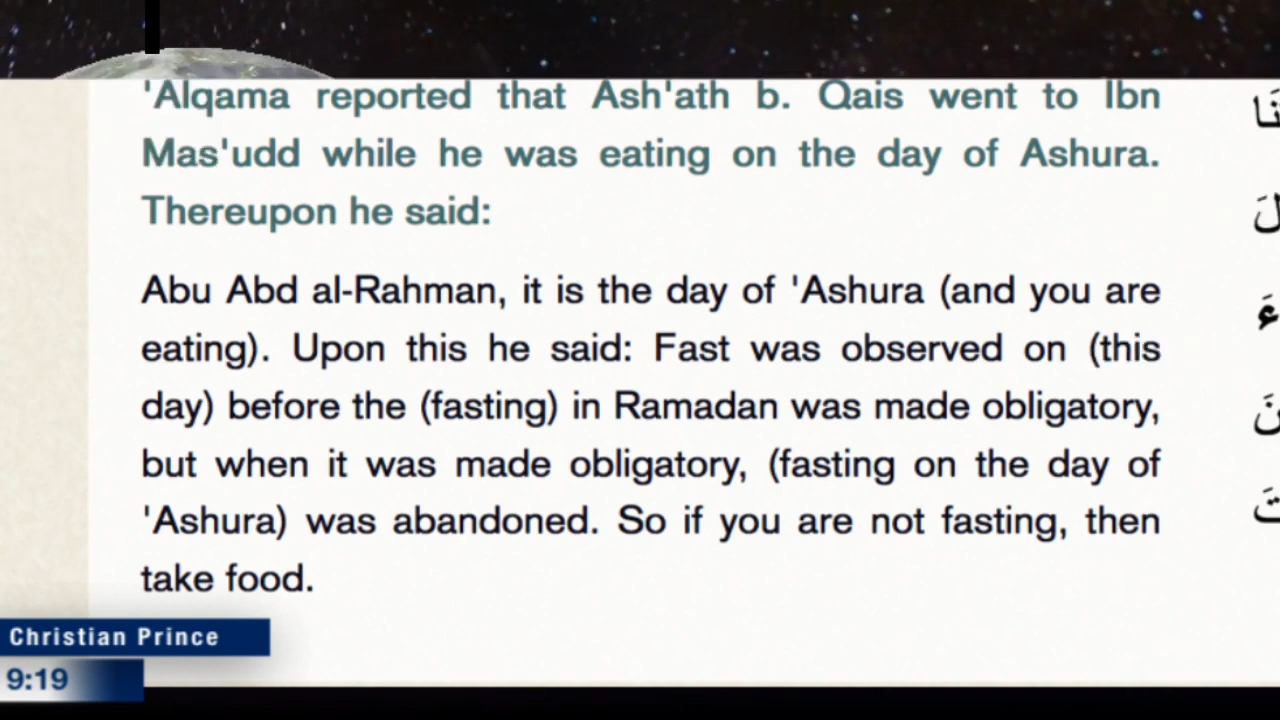 'Alqama reported that Ash'ath b. Qais went to Ibn
Mas'udd while he was eating on the day of Ashura.
Thereupon he said:
Abu Abd al-Rahman, it is the day of 'Ashura (and you are
eating). Upon this he said: Fast was observed on (this
day) before the (fasting) in Ramadan was made obligatory,
but when it was made obligatory, (fasting on the day of
'Ashura) was abandoned. So if you are not fasting, then
take food.
Christian Prince
9:19